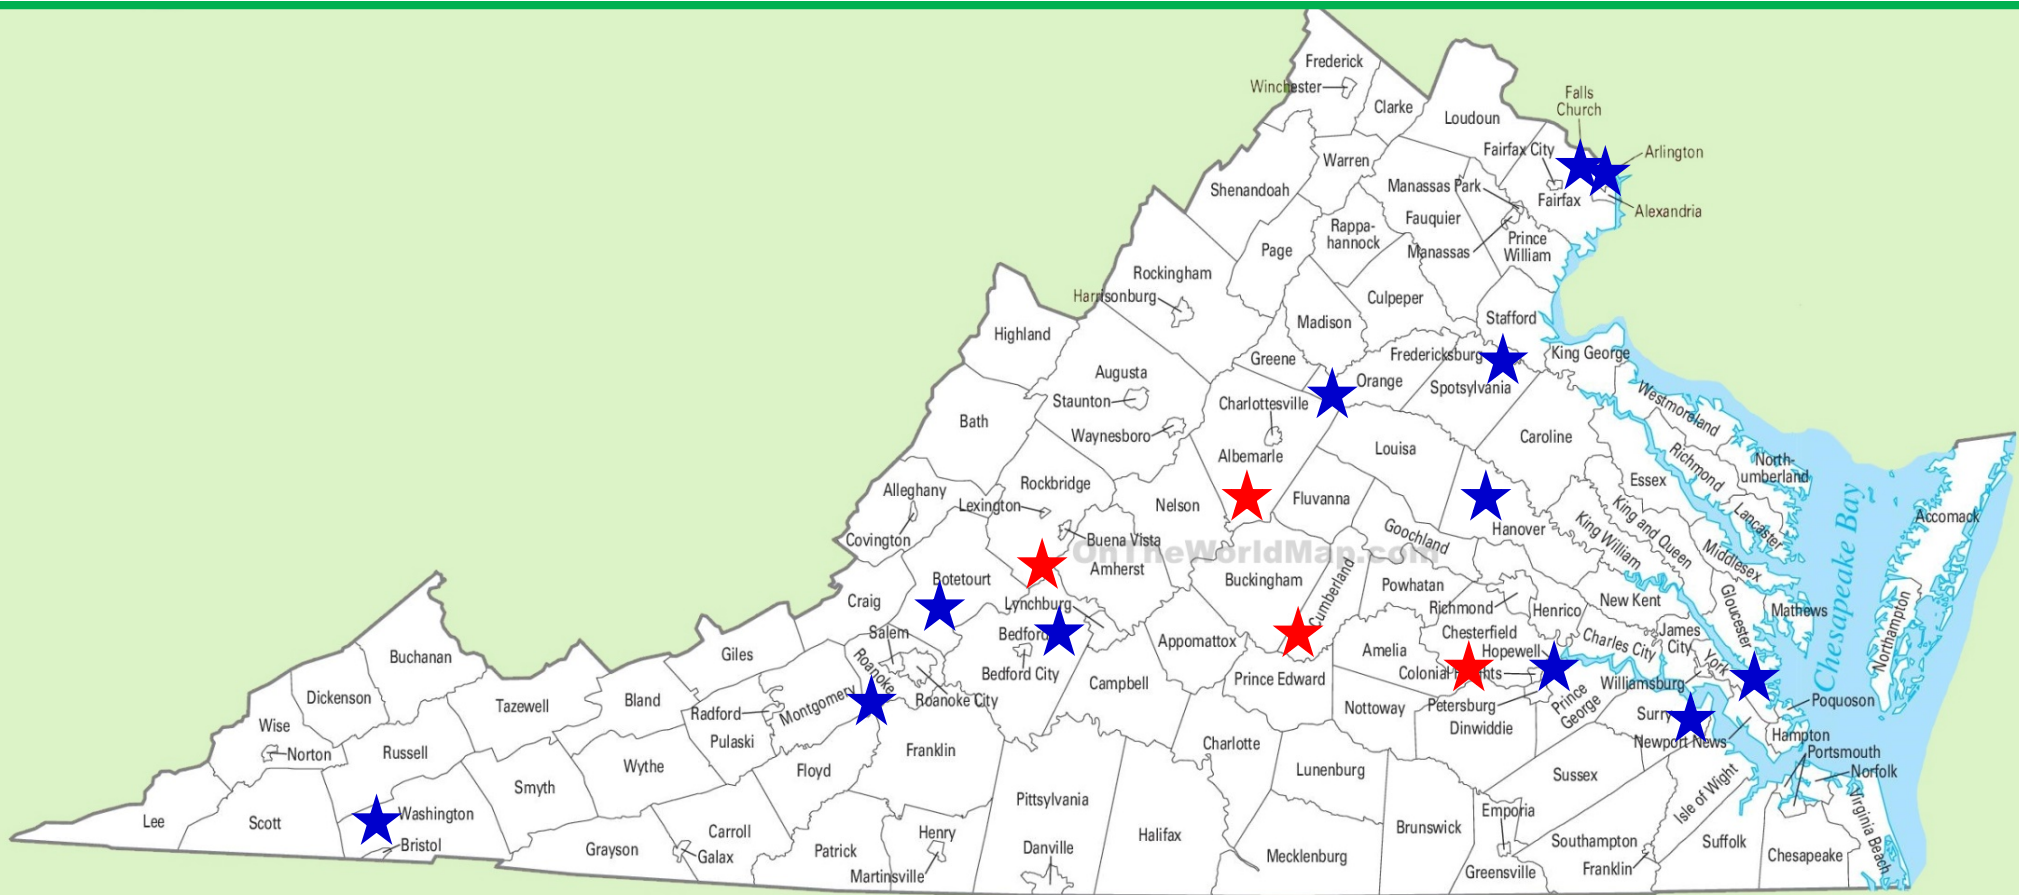 Frederick
Winchester
Clarke
Loudoun
Falls
Church
Fairfax City
Arlington
Warren
Manassas Park
Shenandoah
Fairfax
Alexandria
Fauquier
Rappa-
hannock
Prince
William
Page
Manassas
Rockingham
Harrisonburg
Culpeper
Madison
Stafford
Highland
Greene
Fredericksburg
King George
Augusta
Orange
Spotsylvania
Staunton
Charlottesville
Westmoreland
Bath
Waynesboro
Caroline
Louisa
Albemarle
Richmond
North-
umberland
Rockbridge
Essex
Alleghany
Lexington
Nelson
Fluvanna
Lancaster
Accomack
King and Queen
Hanover
King William
Goochland
Covington
Buena Vista
OnTheWorldMap.com
Middlesex
Chesapeake Bay
Amherst
Botetourt
Buckingham
Cumberland
Powhatan
Craig
Lynchburg
Richmond
Henrico
New Kent
Gloucester
Mathews
Northampton
Salem
Bedford
Appomattox
Chesterfield
James
City
Charles City
Buchanan
Giles
Amelia
Hopewell
York
Roanoke
Bedford City
Colonial Heights
Campbell
Prince Edward
Williamsburg
Dickenson
Tazewell
Bland
Montgomery
Roanoke City
Radford
Nottoway
Petersburg
Prince
George
Poquoson
Wise
Surry
Dinwiddie
Pulaski
Newport News
Hampton
Norton
Russell
Franklin
Charlotte
Portsmouth
Wythe
Floyd
Lunenburg
Sussex
Norfolk
Smyth
Isle of Wight
Pittsylvania
Washington
Emporia
Virginia Beach
Lee
Scott
Carroll
Henry
Halifax
Brunswick
Bristol
Grayson
Galax
Patrick
Danville
Mecklenburg
Southampton
Suffolk
Chesapeake
Martinsville
Greensville
Franklin